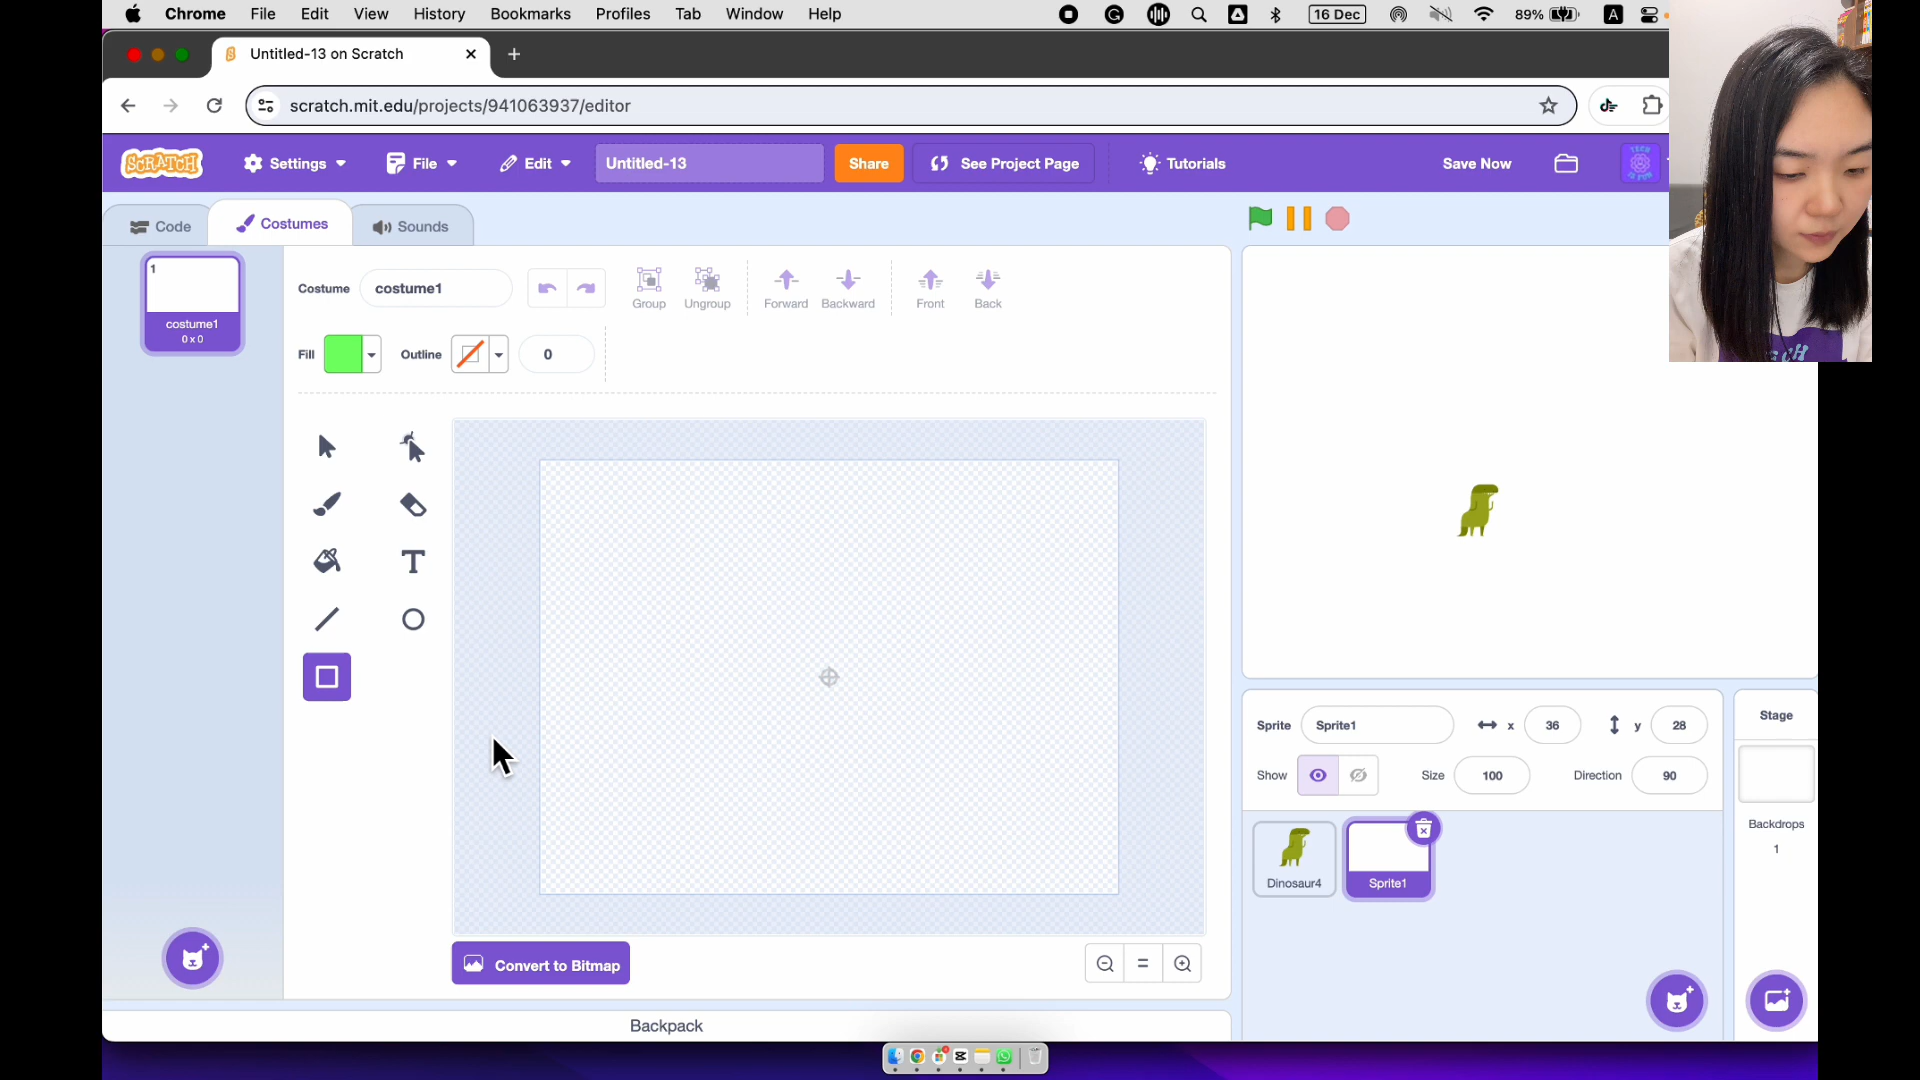 Chrome File Edit View History Bookmarks Profiles Tab Window Help 16 Dec 89% A
Untitled-13 on Scratch
scratch.mit.edu/projects/941063937/editor
SCRATCH Settings File Edit Untitled-13 Share See Project Page Tutorials Save Now
Code Costumes Sounds
1
costume1
0 x 0
Costume costume1 Group Ungroup Forward Backward Front Back
Fill Outline 0
T
Convert to Bitmap
=
Backpack
Sprite Sprite1 x 36 y 28
Show Size 100 Direction 90
Dinosaur4
Sprite1
Stage
Backdrops
1